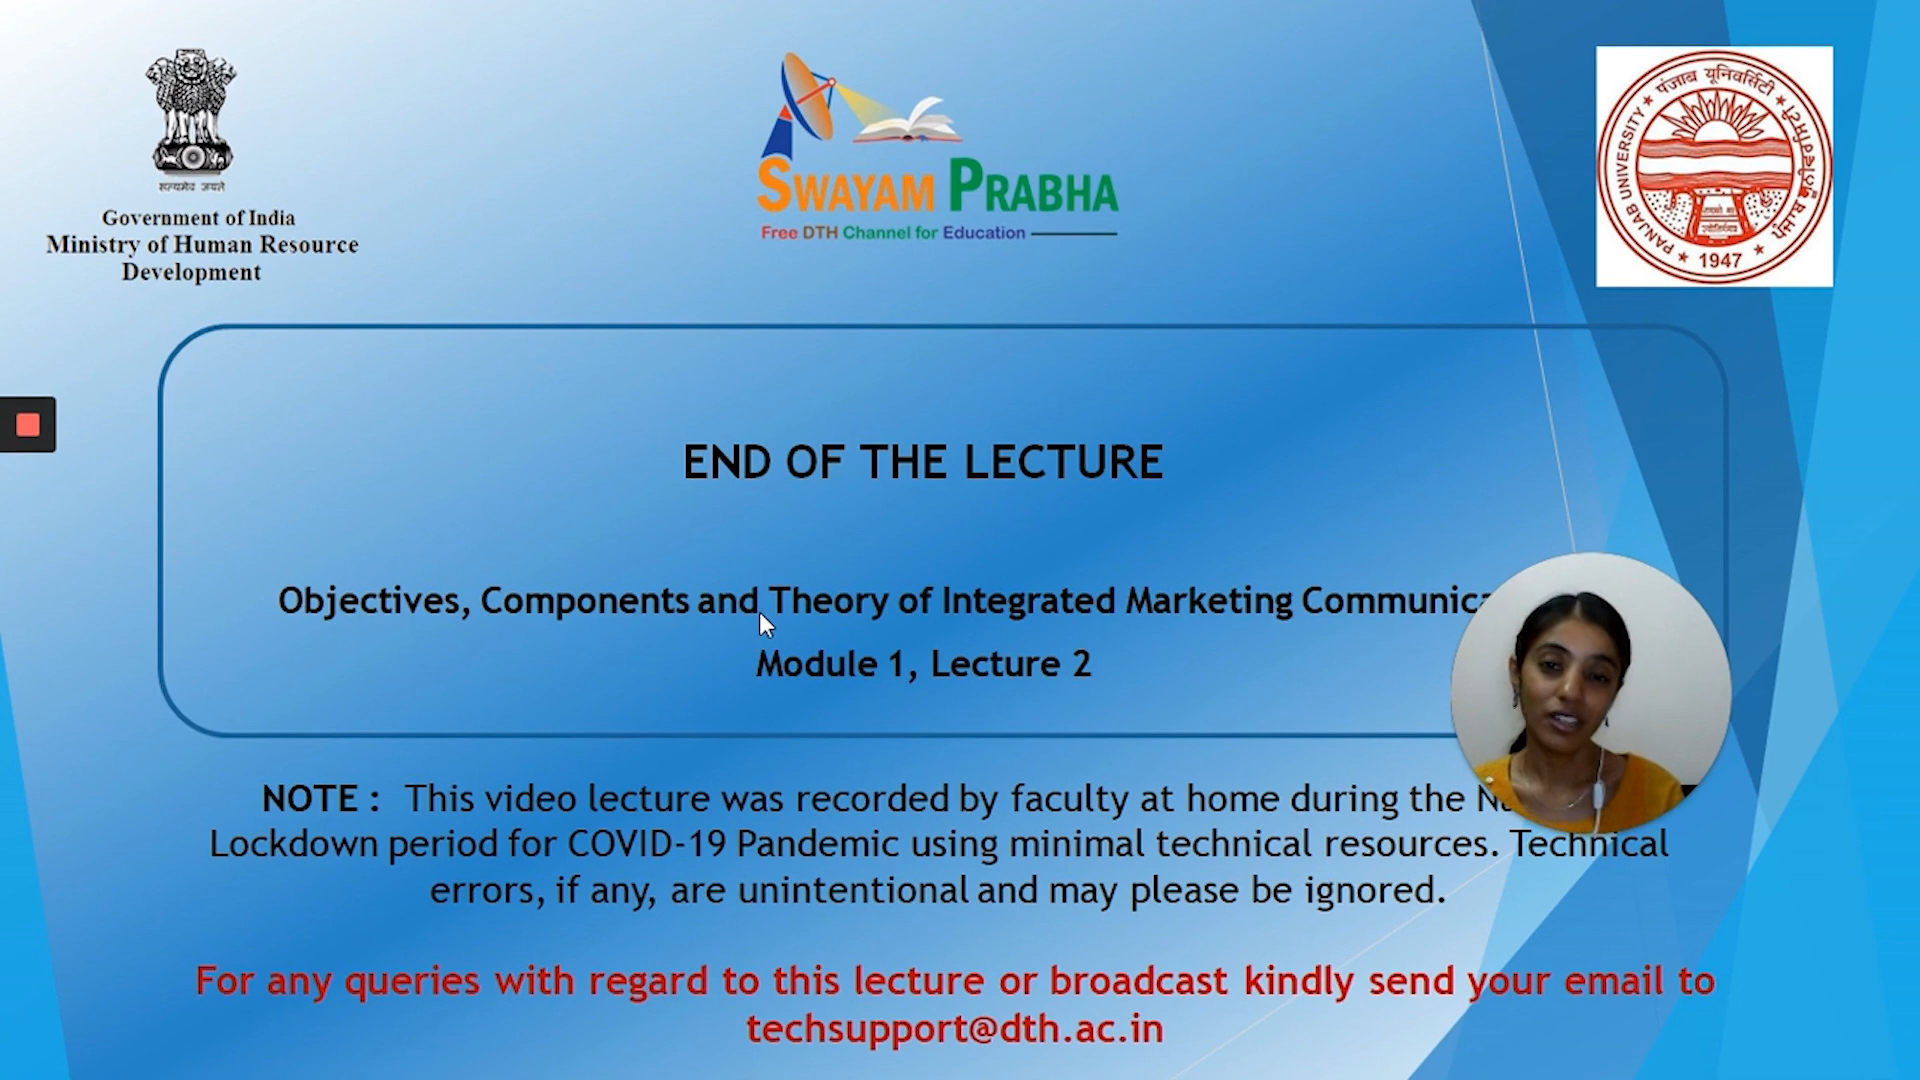 सत्यमेव जयते
Government of India
Ministry of Human Resource
Development
SWAYAM PRABHA
Free DTH Channel for Education
पंजाब यूनिवर्सिटी
PANJAB UNIVERSITY
1947
END OF THE LECTURE
Objectives, Components and Theory of Integrated Marketing
Module 1, Lecture 2
NOTE : This video lecture was recorded by faculty at home during the
Lockdown period for COVID-19 Pandemic using minimal technical resources. Technical
errors, if any, are unintentional and may please be ignored.
For any queries with regard to this lecture or broadcast kindly send your email to
techsupport@dth.ac.in